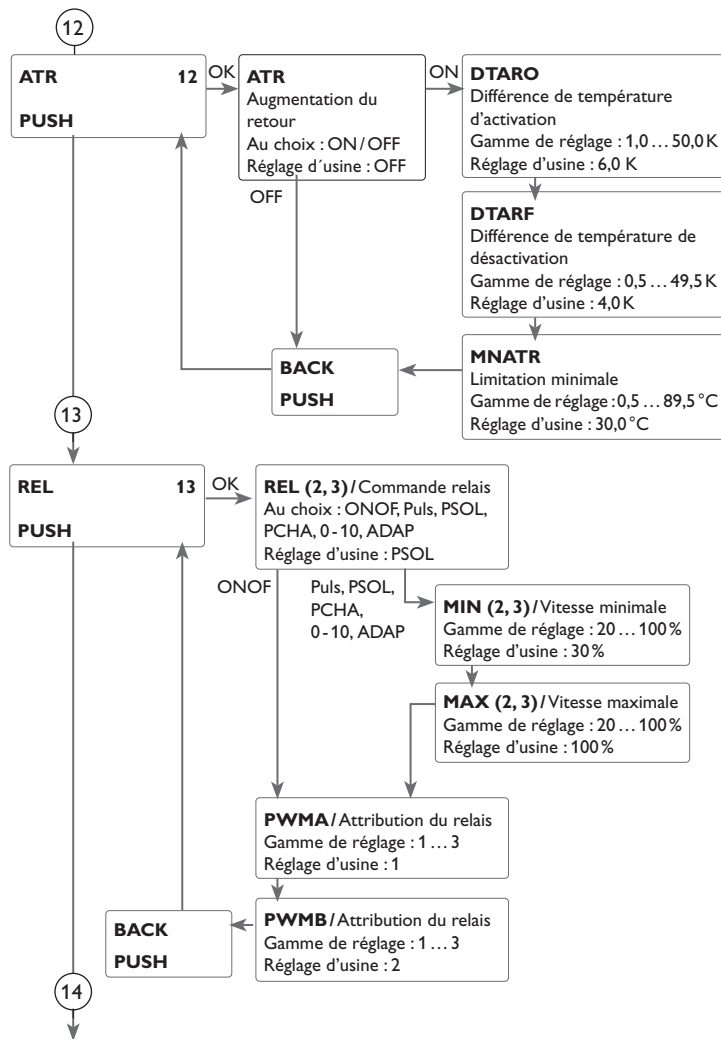 12
ATR 12
PUSH
OK
ATR
Augmentation du
retour
Au choix : ON / OFF
Réglage d´usine : OFF
ON
OFF
DTARO
Différence de température
d'activation
Gamme de réglage : 1,0 … 50,0 K
Réglage d'usine : 6,0 K
DTARF
Différence de température de
désactivation
Gamme de réglage : 0,5 … 49,5 K
Réglage d'usine : 4,0 K
MNATR
Limitation minimale
Gamme de réglage : 0,5 … 89,5 °C
Réglage d'usine : 30,0 °C
BACK
PUSH
13
REL 13
PUSH
OK
REL (2, 3) / Commande relais
Au choix : ONOF, Puls, PSOL,
PCHA, 0 - 10, ADAP
Réglage d'usine : PSOL
ONOF
Puls, PSOL,
PCHA,
0 - 10, ADAP
MIN (2, 3) / Vitesse minimale
Gamme de réglage : 20 … 100 %
Réglage d'usine : 30 %
MAX (2, 3) / Vitesse maximale
Gamme de réglage : 20 … 100 %
Réglage d'usine : 100 %
PWMA / Attribution du relais
Gamme de réglage : 1 … 3
Réglage d'usine : 1
PWMB / Attribution du relais
Gamme de réglage : 1 … 3
Réglage d'usine : 2
BACK
PUSH
14